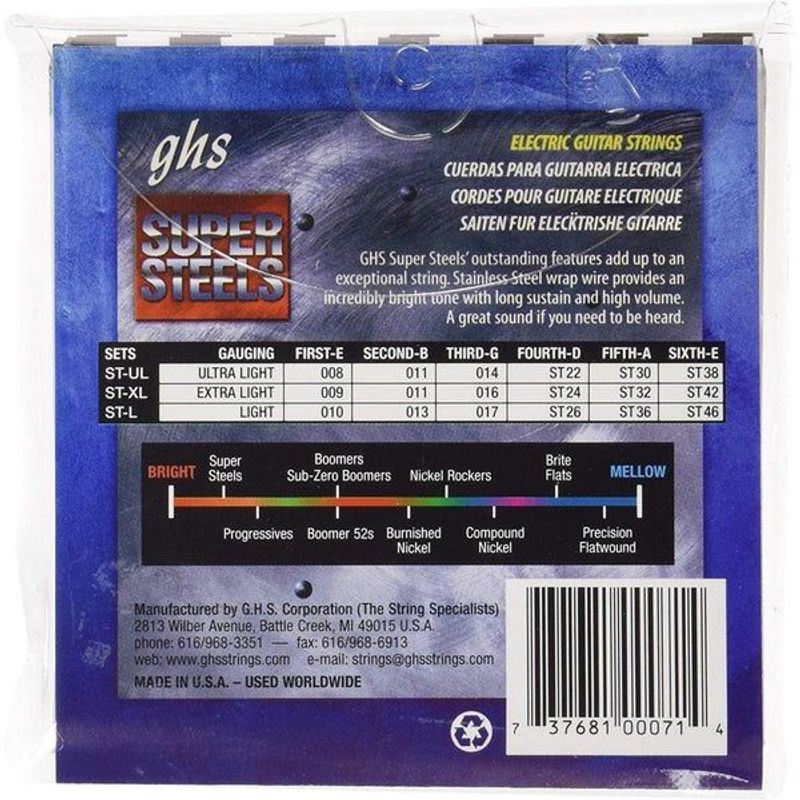 ghs
SUPER
STEELS
ELECTRIC GUITAR STRINGS
CUERDAS PARA GUITARRA ELECTRICA
CORDES POUR GUITARE ELECTRIQUE
SAITEN FUR ELECKTRISHE GITARRE
GHS Super Steels' outstanding features add up to an
exceptional string. Stainless Steel wrap wire provides an
incredibly bright tone with long sustain and high volume.
A great sound if you need to be heard.
SETS GAUGING FIRST-E SECOND-B THIRD-G FOURTH-D FIFTH-A SIXTH-E
ST-UL ULTRA LIGHT 008 011 014 ST22 ST30 ST38
ST-XL EXTRA LIGHT 009 011 016 ST24 ST32 ST42
ST-L LIGHT 010 013 017 ST26 ST36 ST46
BRIGHT Super Steels Boomers Sub-Zero Boomers Nickel Rockers Brite Flats MELLOW
Progressives Boomer 52s Burnished Nickel Compound Nickel Precision Flatwound
Manufactured by G.H.S. Corporation (The String Specialists)
2813 Wilber Avenue, Battle Creek, MI 49015 U.S.A.
phone: 616/968-3351 — fax: 616/968-6913
web: www.ghsstrings.com e-mail: strings@ghsstrings.com
MADE IN U.S.A. – USED WORLDWIDE
7 37681 00071 4